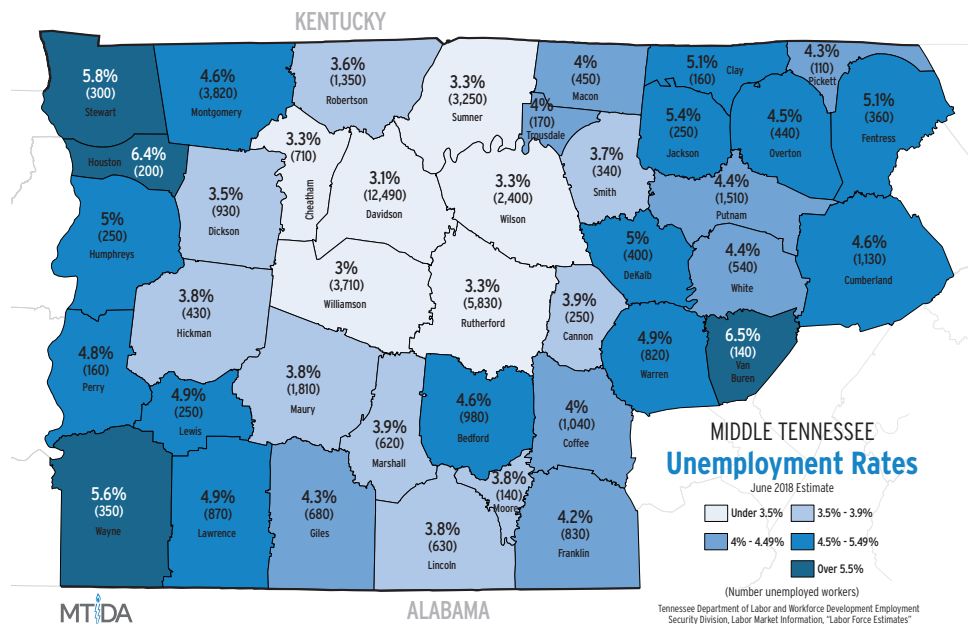 KENTUCKY
5.8%
(300)
Stewart
4.6%
(3,820)
Montgomery
3.6%
(1,350)
Robertson
3.3%
(3,250)
Sumner
4%
(450)
Macon
5.1%
(160)
Clay
4.3%
(110)
Pickett
4%
(170)
Trousdale
5.4%
(250)
Jackson
4.5%
(440)
Overton
5.1%
(360)
Fentress
Houston
6.4%
(200)
3.3%
(710)
Cheatham
3.5%
(930)
Dickson
3.1%
(12,490)
Davidson
3.3%
(2,400)
Wilson
3.7%
(340)
Smith
4.4%
(1,510)
Putnam
5%
(250)
Humphreys
3%
(3,710)
Williamson
3.3%
(5,830)
Rutherford
5%
(400)
DeKalb
4.4%
(540)
White
4.6%
(1,130)
Cumberland
3.8%
(430)
Hickman
3.9%
(250)
Cannon
4.9%
(820)
Warren
6.5%
(140)
Van
Buren
4.8%
(160)
Perry
4.9%
(250)
Lewis
3.8%
(1,810)
Maury
3.9%
(620)
Marshall
4.6%
(980)
Bedford
4%
(1,040)
Coffee
5.6%
(350)
Wayne
4.9%
(870)
Lawrence
4.3%
(680)
Giles
3.8%
(630)
Lincoln
3.8%
(140)
Moore
4.2%
(830)
Franklin
MIDDLE TENNESSEE
Unemployment Rates
June 2018 Estimate
Under 3.5%
3.5% - 3.9%
4% - 4.49%
4.5% - 5.49%
Over 5.5%
(Number unemployed workers)
Tennessee Department of Labor and Workforce Development Employment
Security Division, Labor Market Information, "Labor Force Estimates"
MTIDA
ALABAMA